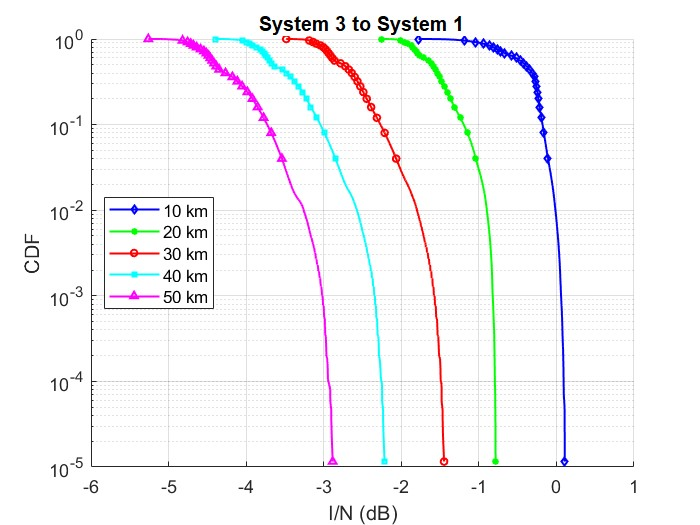 System 3 to System 1
10^0
10^-1
10^-2
10^-3
10^-4
10^-5
CDF
10 km
20 km
30 km
40 km
50 km
-6 -5 -4 -3 -2 -1 0 1
I/N (dB)